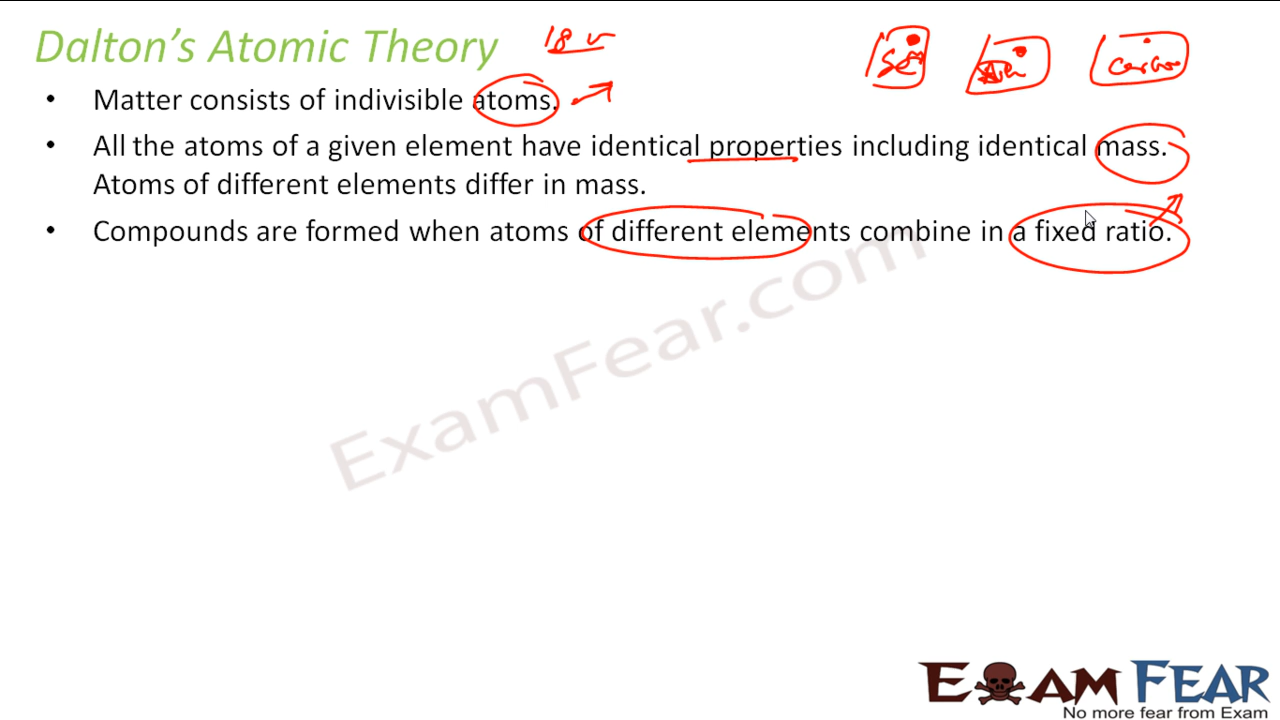 Dalton's Atomic Theory
• Matter consists of indivisible atoms.
• All the atoms of a given element have identical properties including identical mass.
Atoms of different elements differ in mass.
• Compounds are formed when atoms of different elements combine in a fixed ratio.
ExamFear.com
EXAM FEAR
No more fear from Exam